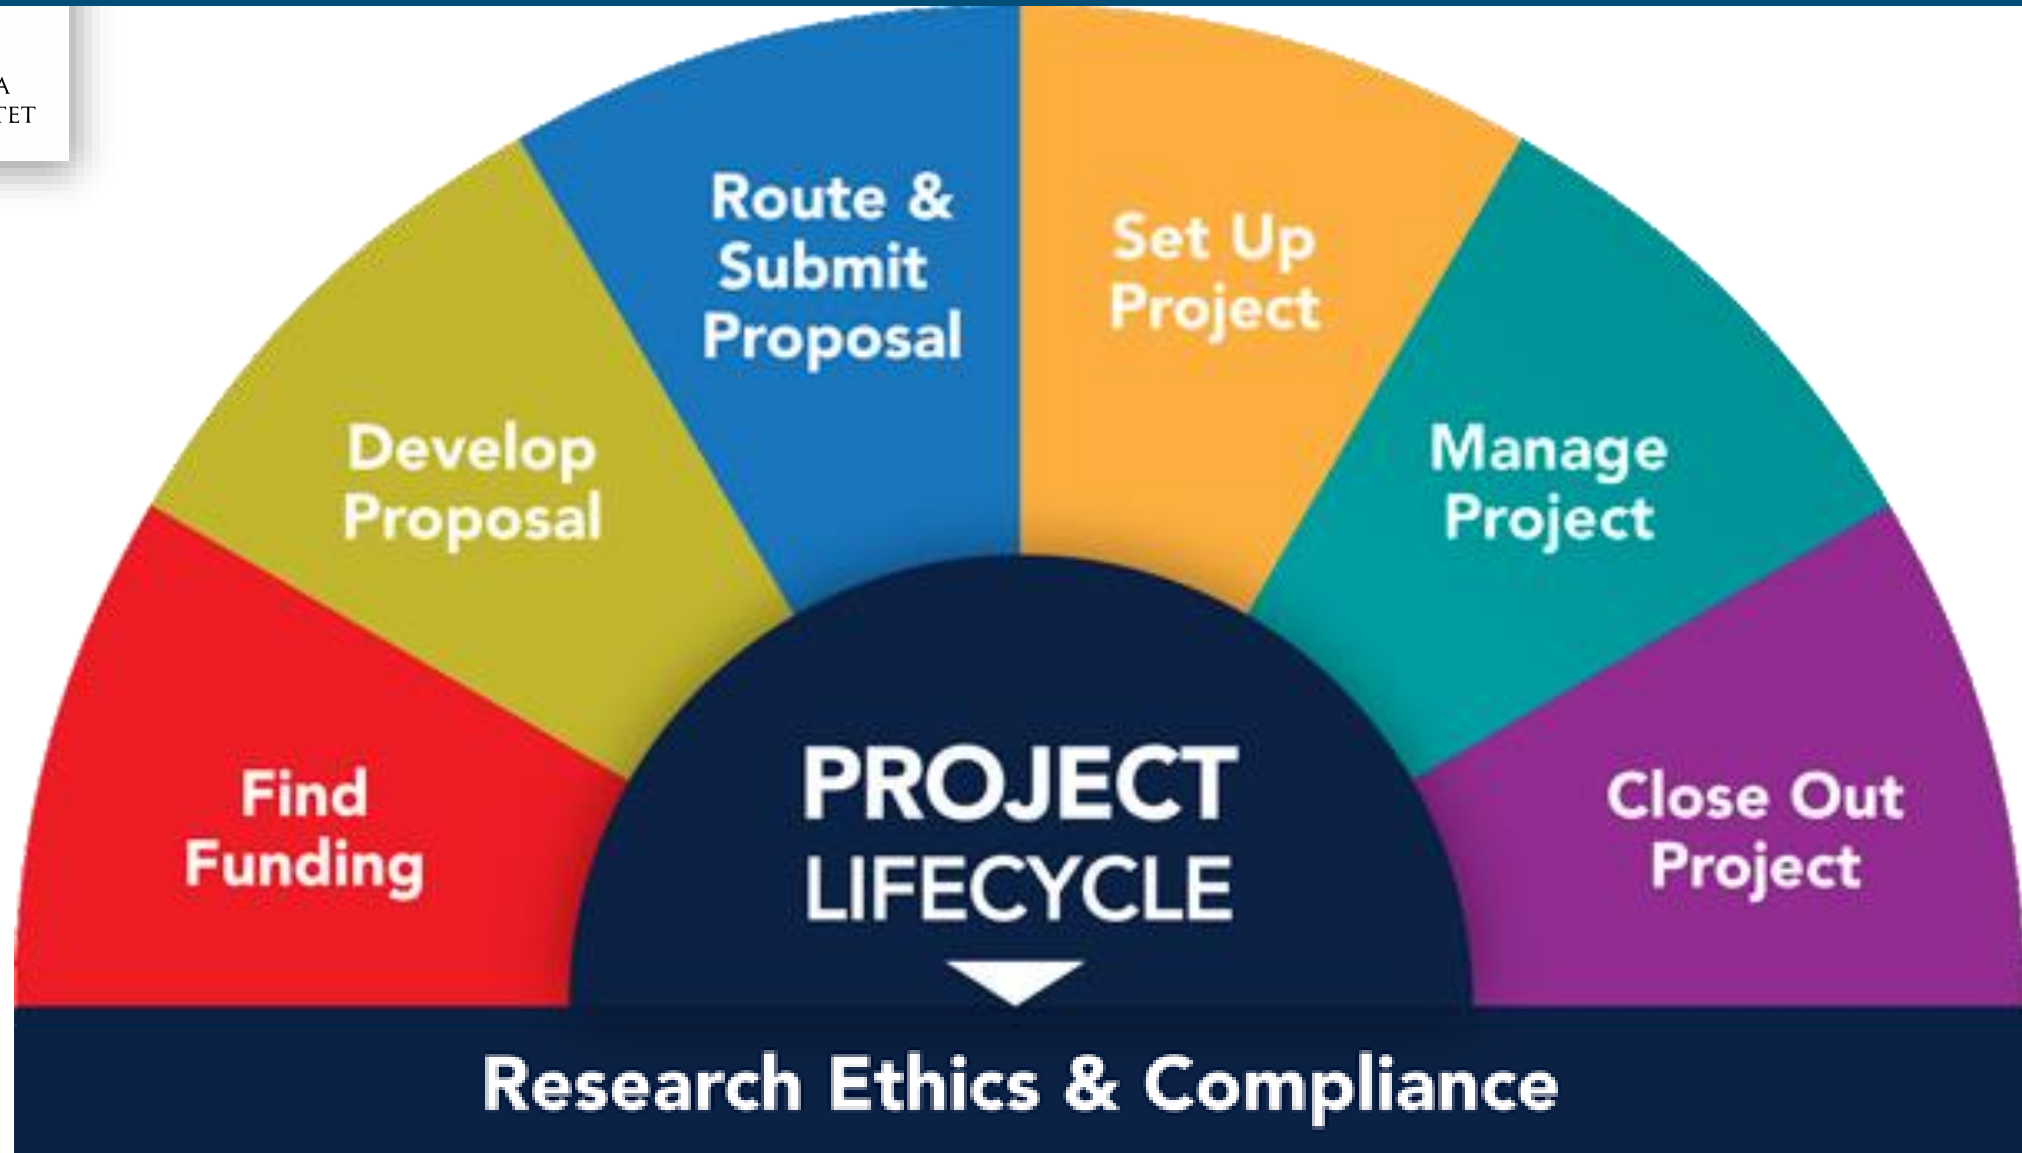 A
TET
Route &
Submit
Proposal
Set Up
Project
Develop
Proposal
Manage
Project
Find
Funding
Close Out
Project
PROJECT
LIFECYCLE
Research Ethics & Compliance